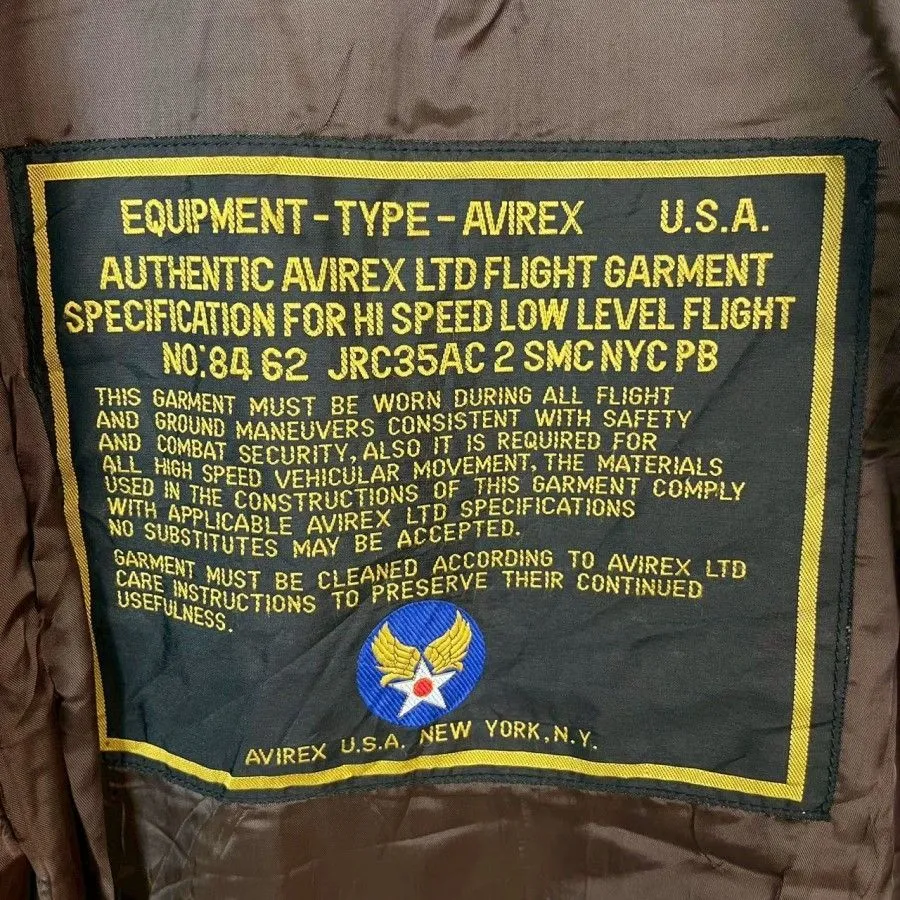 EQUIPMENT-TYPE-AVIREX U.S.A.
AUTHENTIC AVIREX LTD FLIGHT GARMENT
SPECIFICATION FOR HI SPEED LOW LEVEL FLIGHT
NO:84 62 JRC35AC 2 SMC NYC PB
THIS GARMENT MUST BE WORN DURING ALL FLIGHT
AND GROUND MANEUVERS CONSISTENT WITH SAFETY
AND COMBAT SECURITY, ALSO IT IS REQUIRED FOR
ALL HIGH SPEED VEHICULAR MOVEMENT, THE MATERIALS
USED IN THE CONSTRUCTIONS OF THIS GARMENT COMPLY
WITH APPLICABLE AVIREX LTD SPECIFICATIONS
NO SUBSTITUTES MAY BE ACCEPTED.
GARMENT MUST BE CLEANED ACCORDING TO AVIREX LTD
CARE INSTRUCTIONS TO PRESERVE THEIR CONTINUED
USEFULNESS.
AVIREX U.S.A. NEW YORK, N.Y.